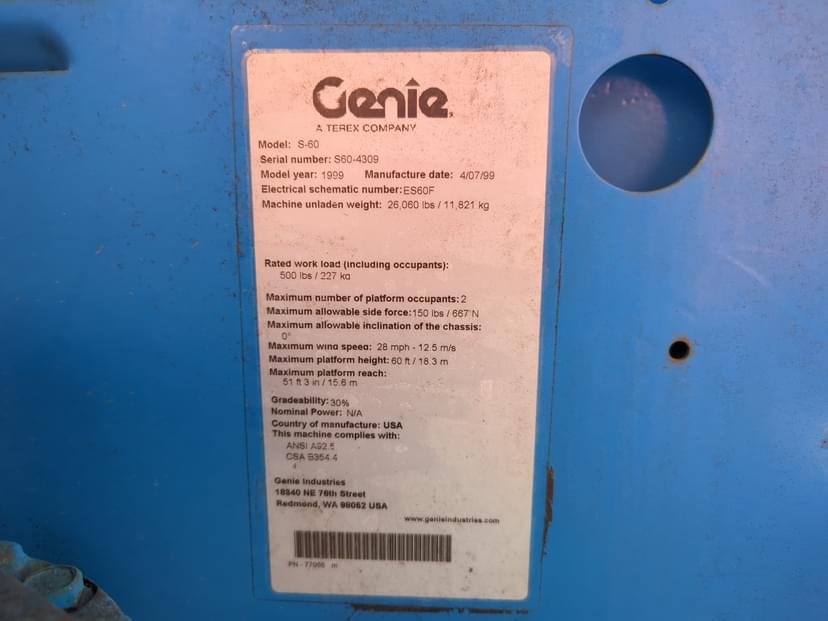 Genie
A TEREX COMPANY
Model: S-60
Serial number: S60-4309
Model year: 1999 Manufacture date: 4/07/99
Electrical schematic number: ES60F
Machine unladen weight: 26,060 lbs / 11,821 kg
Rated work load (including occupants):
500 lbs / 227 kg
Maximum number of platform occupants: 2
Maximum allowable side force: 150 lbs / 667 N
Maximum allowable inclination of the chassis:
0°
Maximum wind speed: 28 mph - 12.5 m/s
Maximum platform height: 60 ft / 18.3 m
Maximum platform reach:
51 ft 3 in / 15.6 m
Gradeability: 30%
Nominal Power: N/A
Country of manufacture: USA
This machine complies with:
ANSI A92.5
CSA B354.4
4
Genie Industries
18340 NE 76th Street
Redmond, WA 98052 USA
www.genieindustries.com
PN -